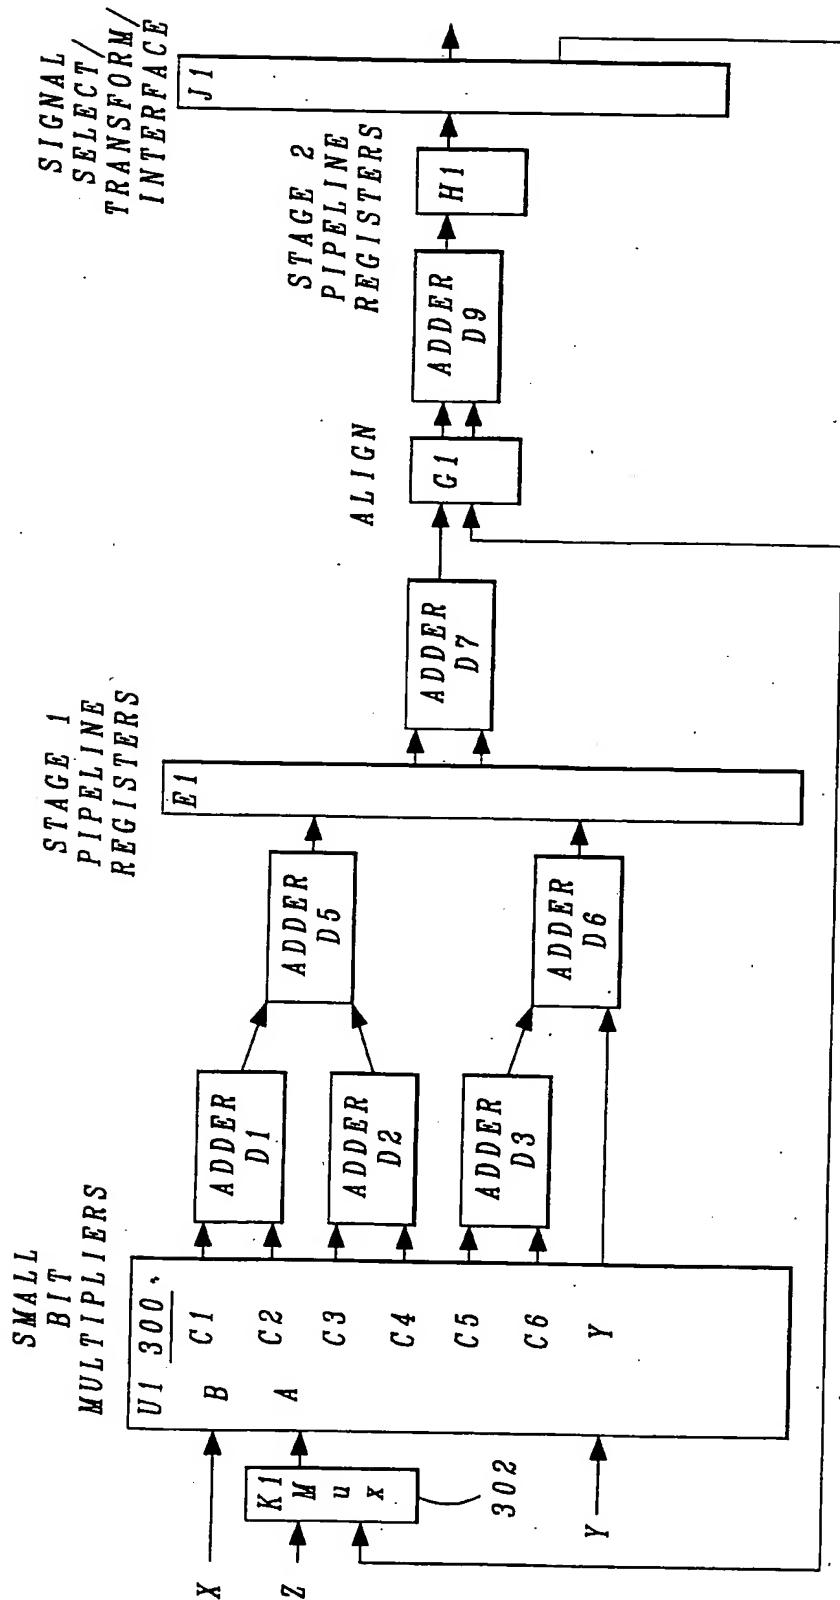 SMALL
BIT
MULTIPLIERS
STAGE 1
PIPELINE
REGISTERS
ALIGN
STAGE 2
PIPELINE
REGISTERS
SIGNAL
SELECT/
TRANSFORM/
INTERFACE
X
Z
Y
K1
Mux
302
U1 300
B
A
C1
C2
C3
C4
C5
C6
Y
ADDER
D1
ADDER
D2
ADDER
D3
ADDER
D5
ADDER
D6
E1
ADDER
D7
G1
ADDER
D9
H1
J1